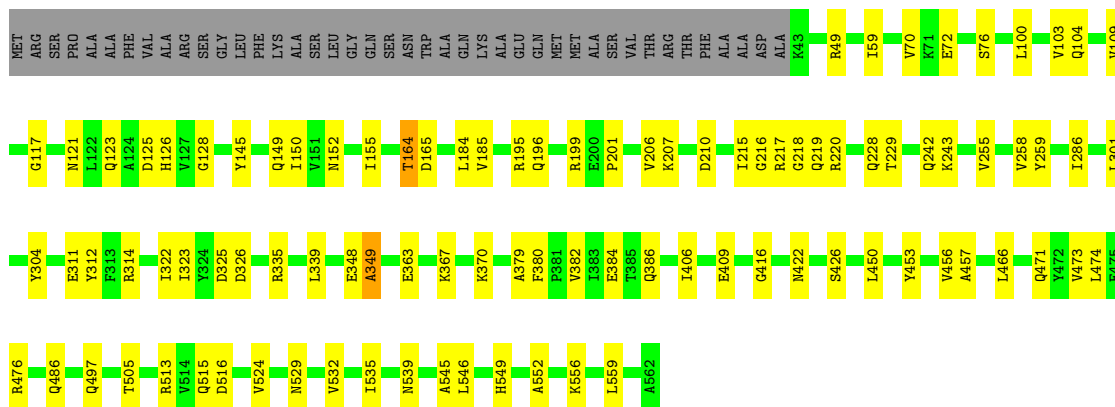 MET ARG SER PRO ALA ALA PHE VAL ALA ARG SER GLY LEU PHE LYS ALA SER LEU GLY GLN SER ASN TRP ALA GLN LYS ALA GLU GLN MET MET ALA SER VAL THR ARG THR PHE ALA ALA ASP ALA K43 R49 I59 V70 K71 E72 S76 L100 V103 Q104
G117 N121 L122 Q123 A124 D125 H126 V127 G128 Y145 Q149 I150 V151 N152 I155 T164 D165 L184 V185 R195 Q196 R199 E200 P201 V206 K207 D210 I215 G216 R217 G218 Q219 R220 Q228 T229 Q242 K243 V255 V258 Y259 I286
Y304 E311 Y312 F313 R314 I322 I323 Y324 D325 D326 R335 L339 E348 A349 E363 K367 K370 A379 F380 P381 V382 I383 E384 T385 Q386 I406 E409 G416 N422 S426 L450 Y453 V456 A457 L466 Q471 Y472 V473 L474
R476 Q486 Q497 T505 R513 V514 Q515 D516 V524 N529 V532 I535 N539 A545 L546 H549 A552 K556 L559 A562